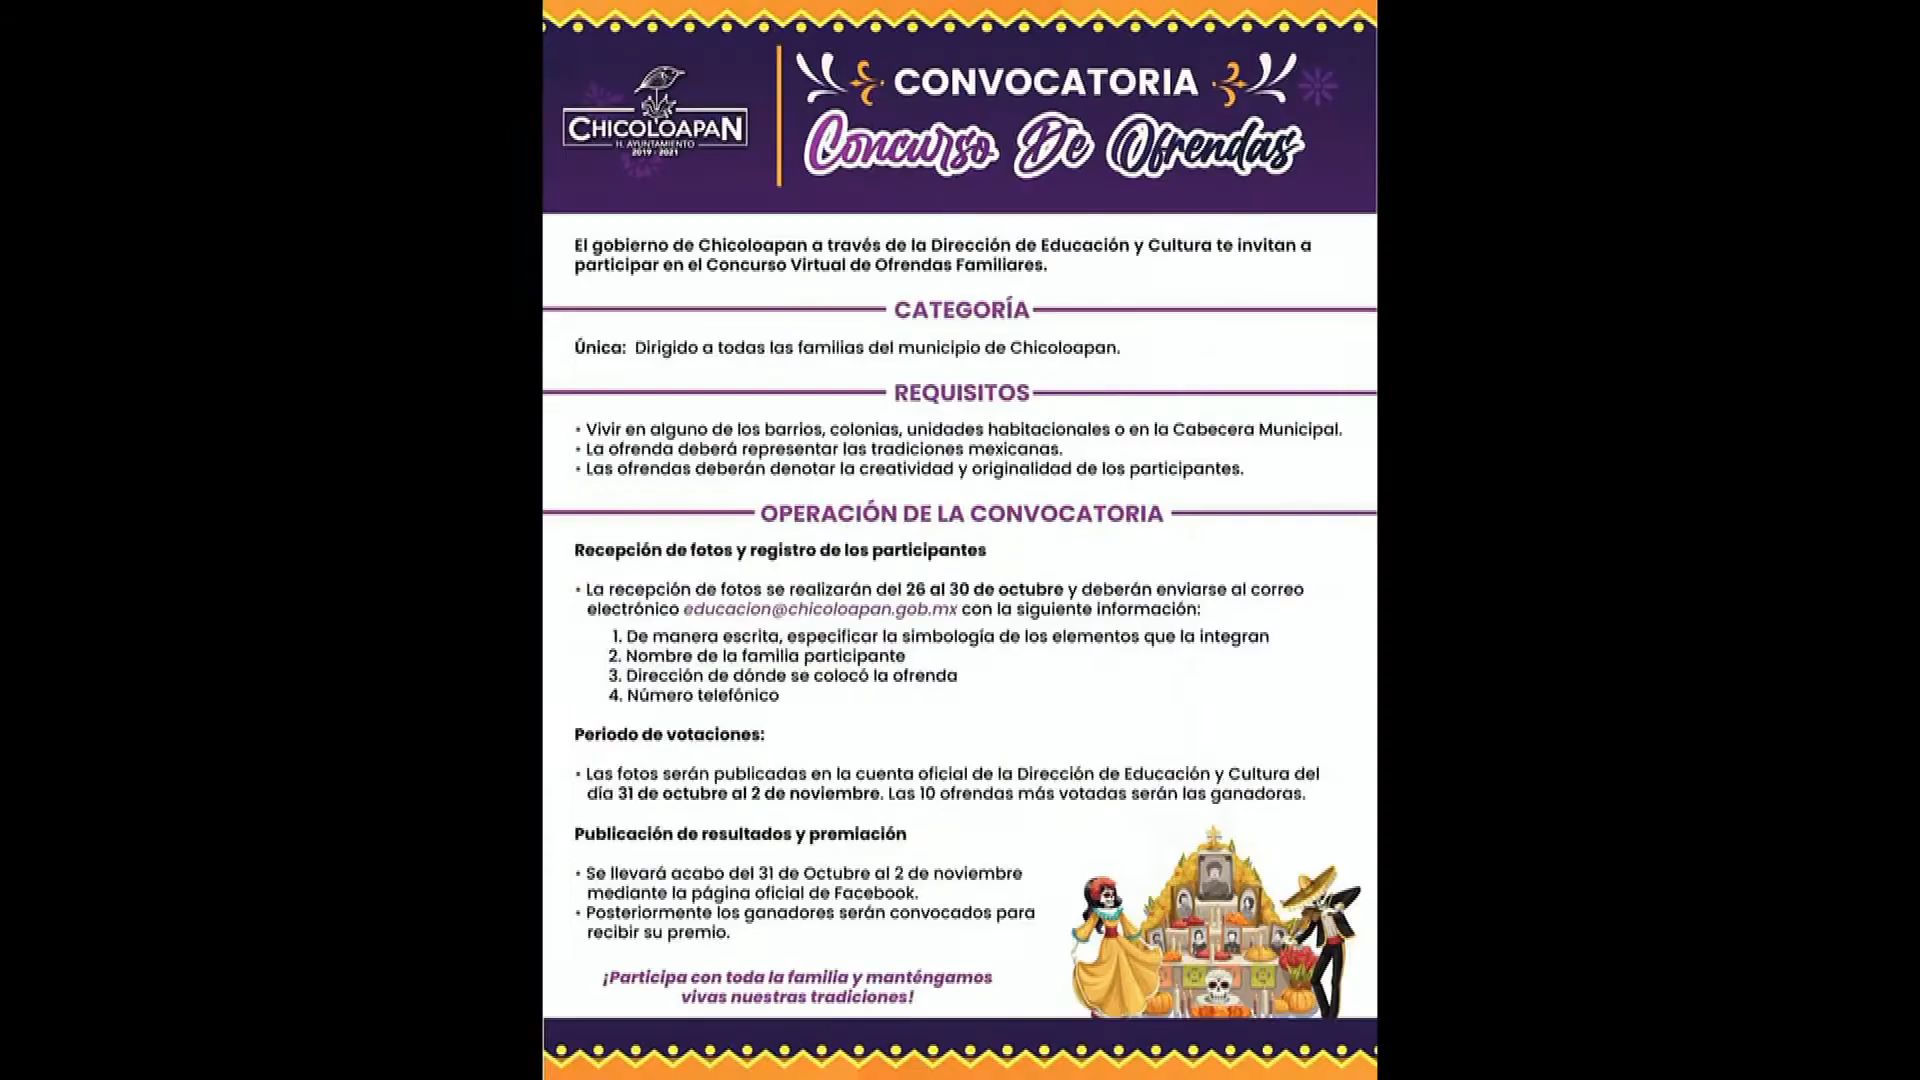 CHICOLOAPAN
H. AYUNTAMIENTO
2019 - 2021
CONVOCATORIA
Concurso De Ofrendas
El gobierno de Chicoloapan a través de la Dirección de Educación y Cultura te invitan a
participar en el Concurso Virtual de Ofrendas Familiares.
CATEGORÍA
Única: Dirigido a todas las familias del municipio de Chicoloapan.
REQUISITOS
• Vivir en alguno de los barrios, colonias, unidades habitacionales o en la Cabecera Municipal.
• La ofrenda deberá representar las tradiciones mexicanas.
• Las ofrendas deberán denotar la creatividad y originalidad de los participantes.
OPERACIÓN DE LA CONVOCATORIA
Recepción de fotos y registro de los participantes
• La recepción de fotos se realizarán del 26 al 30 de octubre y deberán enviarse al correo
electrónico educacion@chicoloapan.gob.mx con la siguiente información:
1. De manera escrita, especificar la simbología de los elementos que la integran
2. Nombre de la familia participante
3. Dirección de dónde se colocó la ofrenda
4. Número telefónico
Periodo de votaciones:
• Las fotos serán publicadas en la cuenta oficial de la Dirección de Educación y Cultura del
día 31 de octubre al 2 de noviembre. Las 10 ofrendas más votadas serán las ganadoras.
Publicación de resultados y premiación
• Se llevará acabo del 31 de Octubre al 2 de noviembre
mediante la página oficial de Facebook.
• Posteriormente los ganadores serán convocados para
recibir su premio.
¡Participa con toda la familia y manténgamos
vivas nuestras tradiciones!